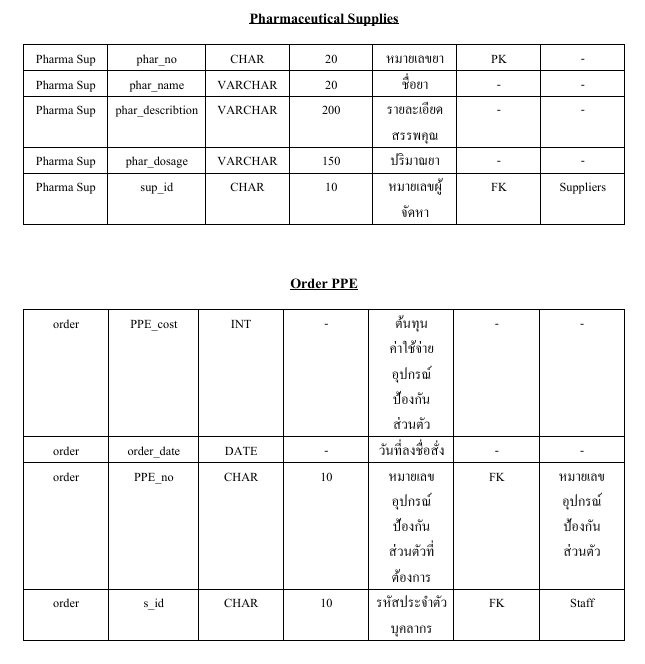 Pharmaceutical Supplies
Pharma Sup phar_no CHAR 20 หมายเลขยา PK -
Pharma Sup phar_name VARCHAR 20 ชื่อยา - -
Pharma Sup phar_describtion VARCHAR 200 รายละเอียด - -
สรรพคุณ
Pharma Sup phar_dosage VARCHAR 150 ปริมาณยา - -
Pharma Sup sup_id CHAR 10 หมายเลขผู้ FK Suppliers
จัดหา
Order PPE
order PPE_cost INT - ต้นทุน - -
ค่าใช้จ่าย
อุปกรณ์
ป้องกัน
ส่วนตัว
order order_date DATE - วันที่ลงชื่อสั่ง - -
order PPE_no CHAR 10 หมายเลข FK หมายเลข
อุปกรณ์ อุปกรณ์
ป้องกัน ป้องกัน
ส่วนตัวที่ ส่วนตัว
ต้องการ
order s_id CHAR 10 รหัสประจำตัว FK Staff
บุคลากร